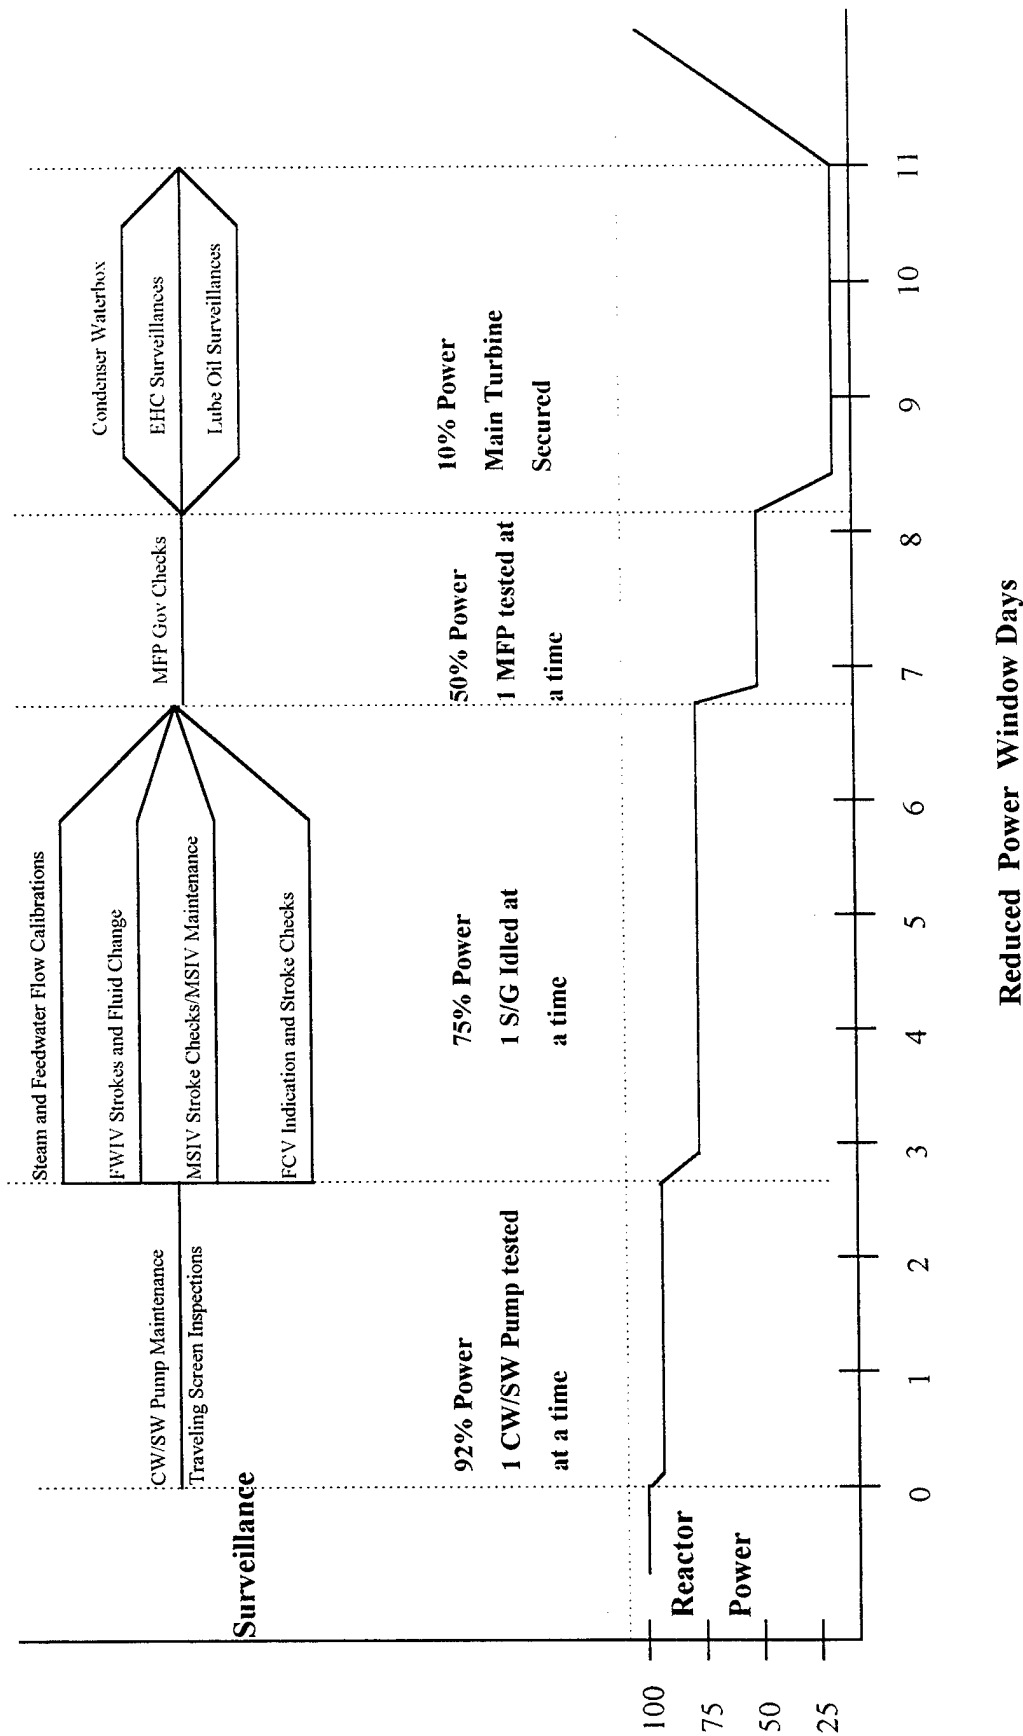 Surveillance
CW/SW Pump Maintenance
Traveling Screen Inspections
Steam and Feedwater Flow Calibrations
FWIV Strokes and Fluid Change
MSIV Stroke Checks/MSIV Maintenance
FCV Indication and Stroke Checks
MFP Gov Checks
Condenser Waterbox
EHC Surveillances
Lube Oil Surveillances
92% Power
1 CW/SW Pump tested
at a time
75% Power
1 S/G Idled at
a time
50% Power
1 MFP tested at
a time
10% Power
Main Turbine
Secured
100
75
50
25
Reactor
Power
0 1 2 3 4 5 6 7 8 9 10 11
Reduced Power Window Days